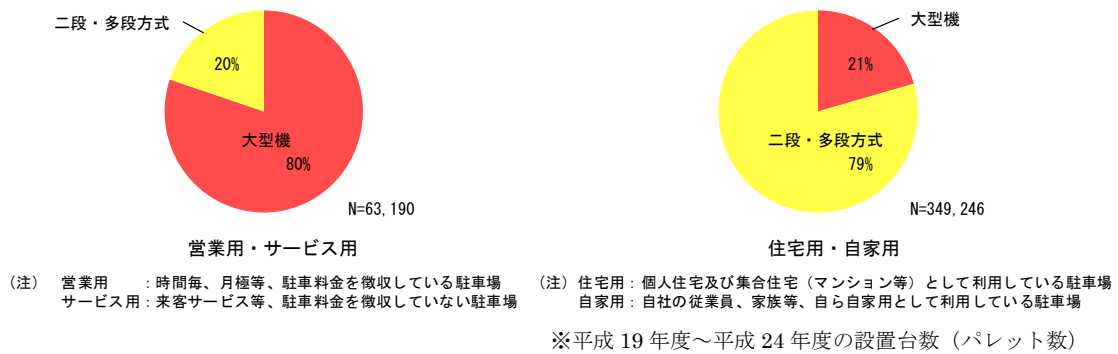 二段・多段方式
20%
大型機
80%
N=63,190
営業用・サービス用
(注) 営業用 :時間毎、月極等、駐車料金を徴収している駐車場
サービス用:来客サービス等、駐車料金を徴収していない駐車場
大型機
21%
二段・多段方式
79%
N=349,246
住宅用・自家用
(注)住宅用:個人住宅及び集合住宅(マンション等)として利用している駐車場
自家用:自社の従業員、家族等、自ら自家用として利用している駐車場
※平成 19 年度~平成 24 年度の設置台数(パレット数)